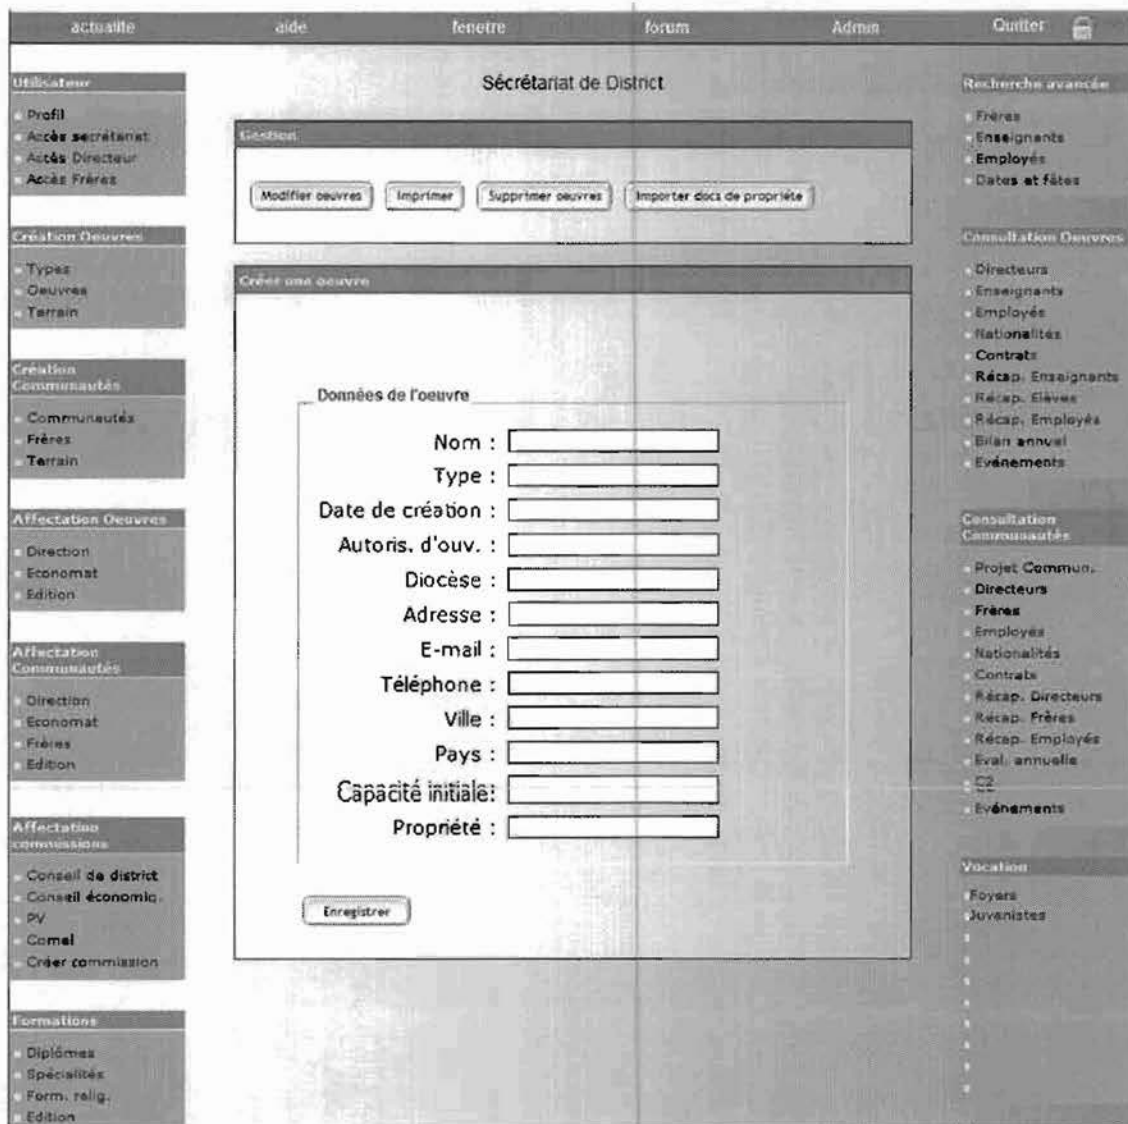 actualite aide fenetre forum Admin Quitter
Utilisateur
Profil
Accès secrétariat
Accès Directeur
Accès Frères
Création Oeuvres
Types
Oeuvres
Terrain
Création
Communautés
Communautés
Frères
Terrain
Affectation Oeuvres
Direction
Economat
Edition
Affectation
Communautés
Direction
Economat
Frères
Edition
Affectation
commissions
Conseil de district
Conseil économiq.
PV
Comel
Créer commission
Formations
Diplômes
Spécialités
Form. relig.
Edition
Sécrétariat de District
Gestion
Modifier oeuvres Imprimer Supprimer oeuvres Importer docs de propriété
Créer une oeuvre
Données de l'oeuvre
Nom :
Type :
Date de création :
Autoris. d'ouv. :
Diocèse :
Adresse :
E-mail :
Téléphone :
Ville :
Pays :
Capacité initiale:
Propriété :
Enregistrer
Recherche avancée
Frères
Enseignants
Employés
Dates et fêtes
Consultation Oeuvres
Directeurs
Enseignants
Employés
Nationalités
Contrats
Récap. Enseignants
Récap. Elèves
Récap. Employés
Bilan annuel
Evénements
Consultation
Communautés
Projet Commun.
Directeurs
Frères
Employés
Nationalités
Contrats
Récap. Directeurs
Récap. Frères
Récap. Employés
Eval. annuelle
C2
Evénements
Vocation
Foyers
Juvenistes